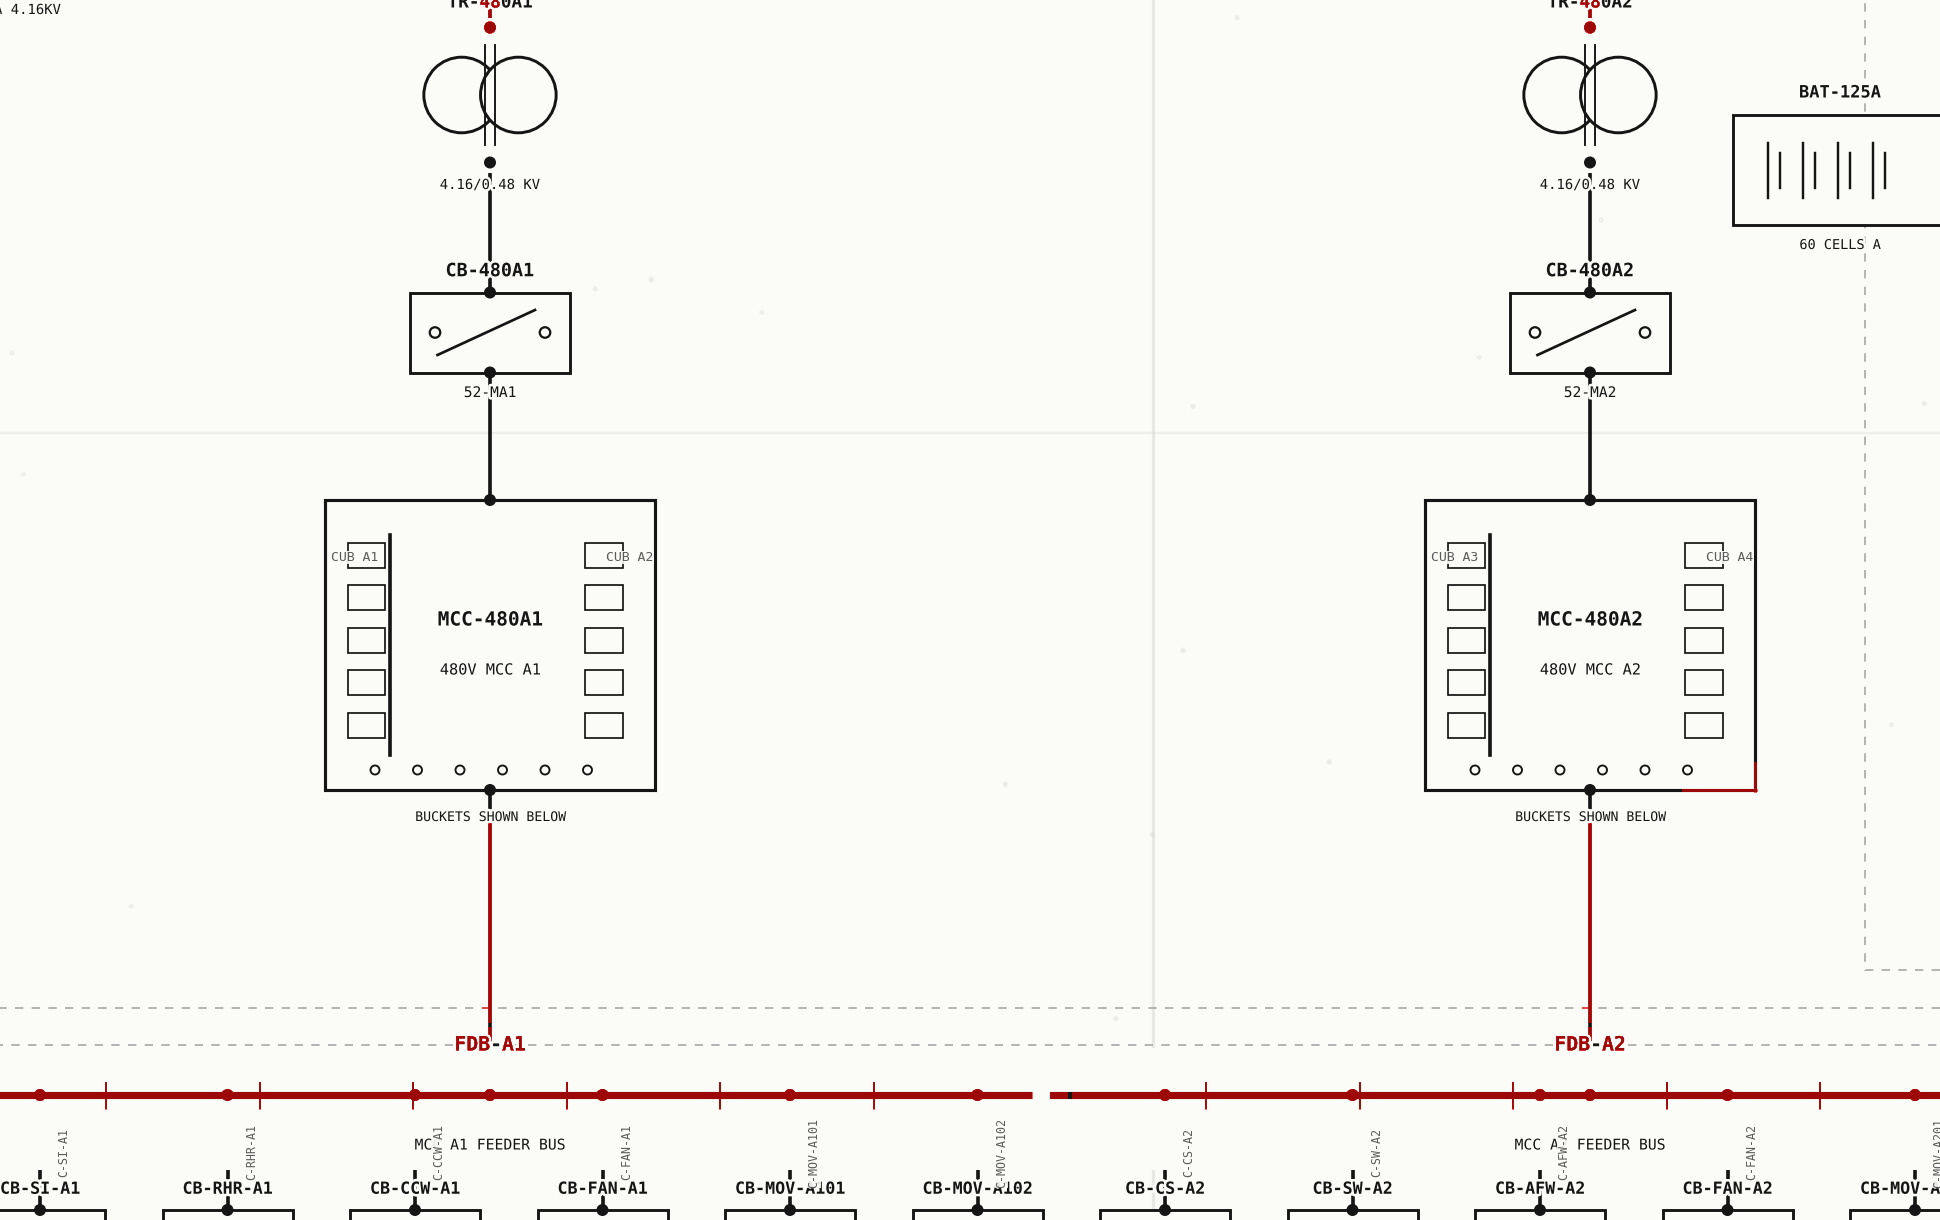 4.16KV
TR-480A1
TR-480A2
BAT-125A
4.16/0.48 KV
4.16/0.48 KV
60 CELLS A
CB-480A1
CB-480A2
52-MA1
52-MA2
CUB A1
CUB A2
CUB A3
CUB A4
MCC-480A1
MCC-480A2
480V MCC A1
480V MCC A2
BUCKETS SHOWN BELOW
BUCKETS SHOWN BELOW
FDB-A1
FDB-A2
MCC A1 FEEDER BUS
MCC A2 FEEDER BUS
C-SI-A1
C-RHR-A1
C-CCW-A1
C-FAN-A1
C-MOV-A101
C-MOV-A102
C-CS-A2
C-SW-A2
C-AFW-A2
C-FAN-A2
C-MOV-A201
CB-SI-A1
CB-RHR-A1
CB-CCW-A1
CB-FAN-A1
CB-MOV-A101
CB-MOV-A102
CB-CS-A2
CB-SW-A2
CB-AFW-A2
CB-FAN-A2
CB-MOV-A